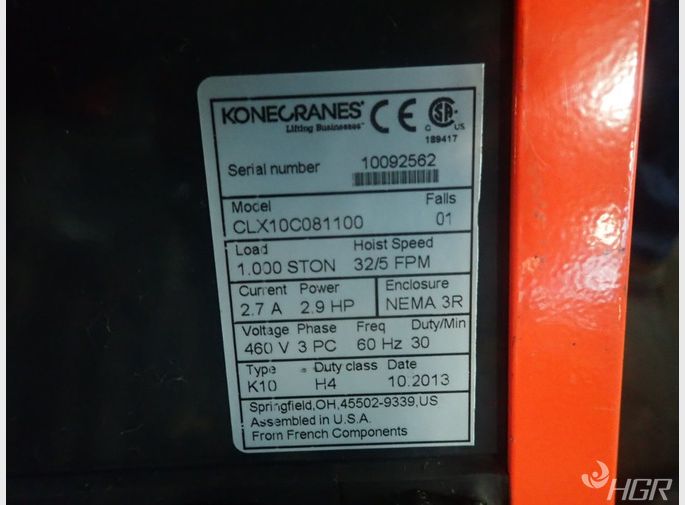 KONECRANES®
Lifting Businesses™
CE
C SA US
189417
Serial number 10092562
Model Falls
CLX10C081100 01
Load Hoist Speed
1.000 STON 32/5 FPM
Current Power Enclosure
2.7 A 2.9 HP NEMA 3R
Voltage Phase Freq Duty/Min
460 V 3 PC 60 Hz 30
Type Duty class Date
K10 H4 10.2013
Springfield,OH,45502-9339,US
Assembled in U.S.A.
From French Components
HGR